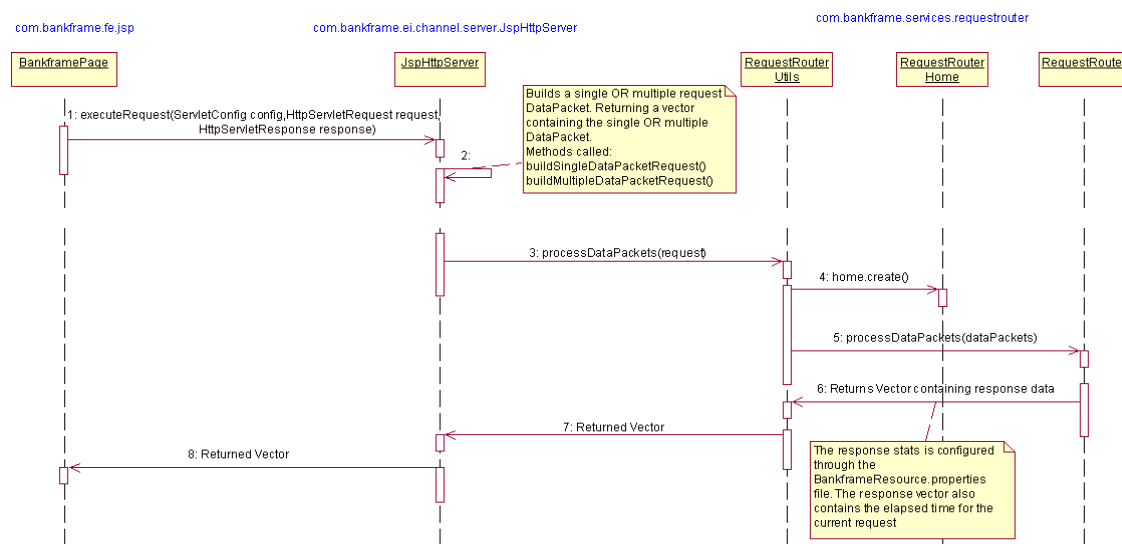 com.bankframe.fe.jsp
com.bankframe.ei.channel.server.JspHttpServer
com.bankframe.services.requestrouter
BankframePage
JspHttpServer
RequestRouter
Utils
RequestRouter
Home
RequestRoute
1: executeRequest(ServletConfig config,HttpServletRequest request,
HttpServletResponse response)
2:
Builds a single OR multiple request
DataPacket. Returning a vector
containing the single OR multiple
DataPacket.
Methods called:
buildSingleDataPacketRequest()
buildMultipleDataPacketRequest()
3: processDataPackets(request)
4: home.create()
5: processDataPackets(dataPackets)
6: Returns Vector containing response data
7: Returned Vector
8: Returned Vector
The response stats is configured
through the
BankframeResource.properties
file. The response vector also
contains the elapsed time for the
current request